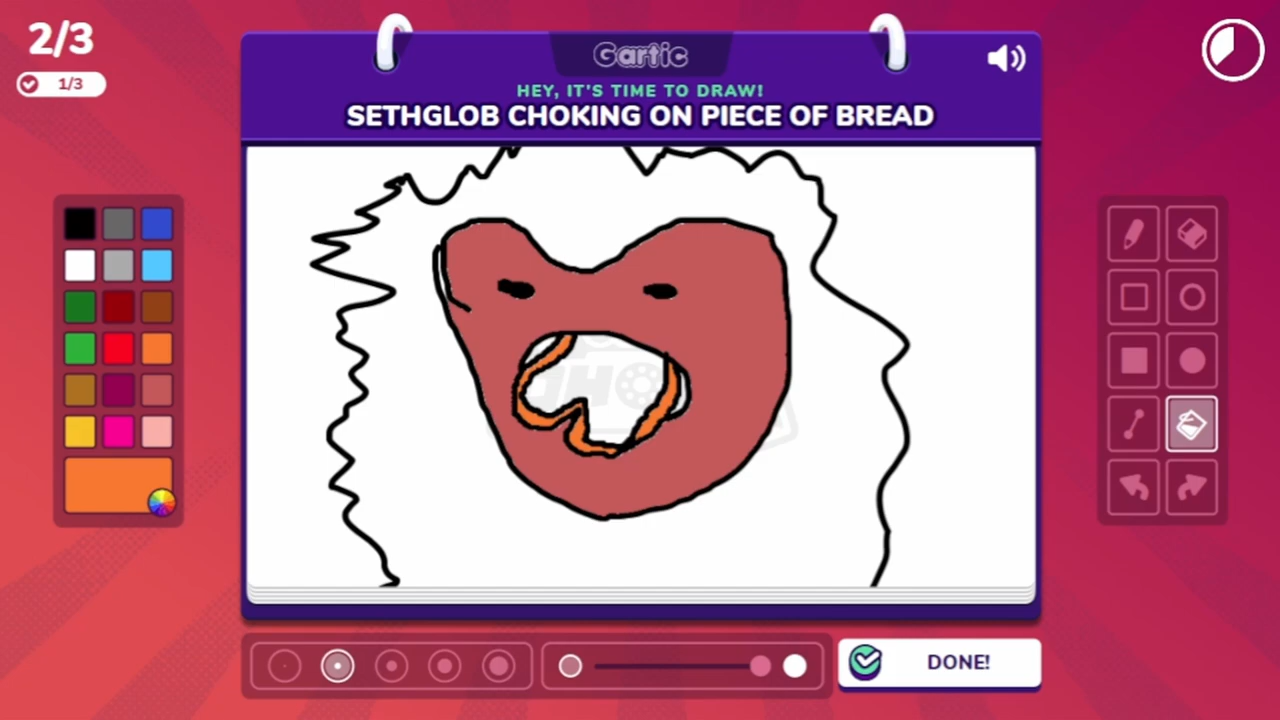 2/3
1/3
Gartic
HEY, IT'S TIME TO DRAW!
SETHGLOB CHOKING ON PIECE OF BREAD
DONE!